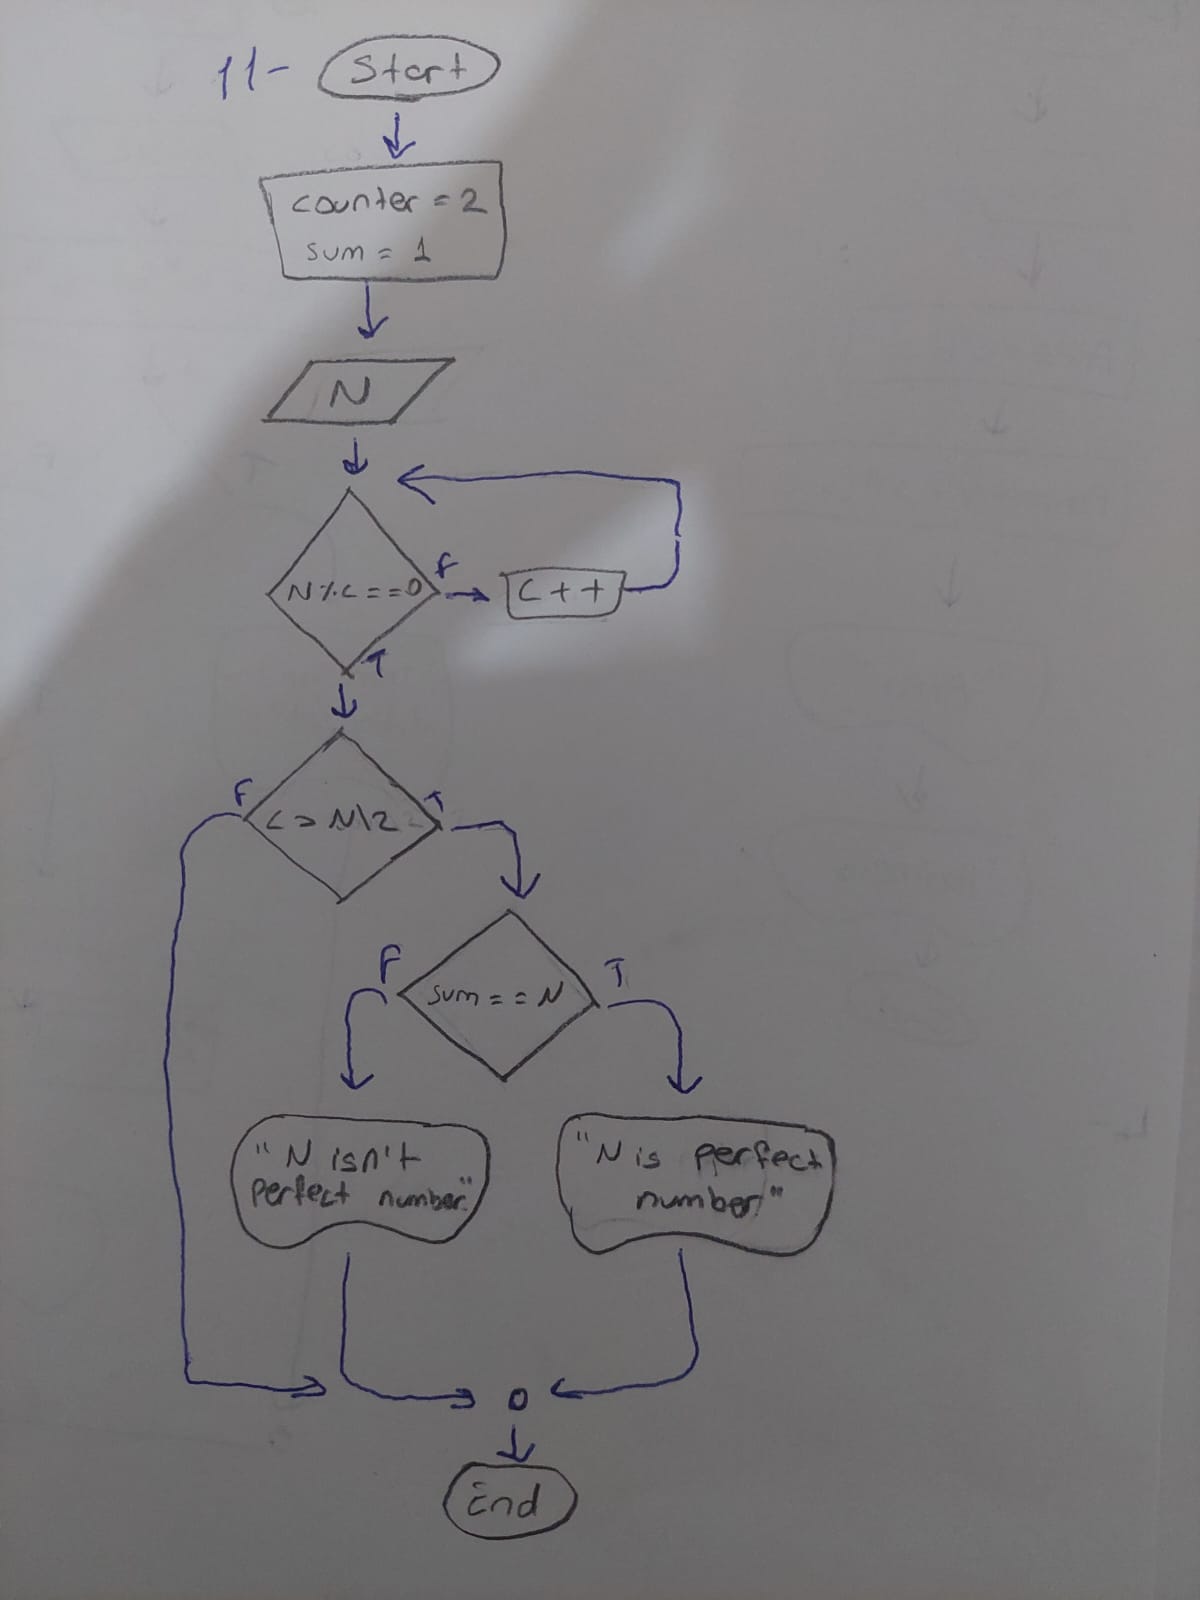 11- Start
counter = 2
sum = 1
N
N%C==0
F
C++
T
F
C > N\2
T
F
sum==N
T
"N isn't
perfect number"
"N is perfect
number"
End